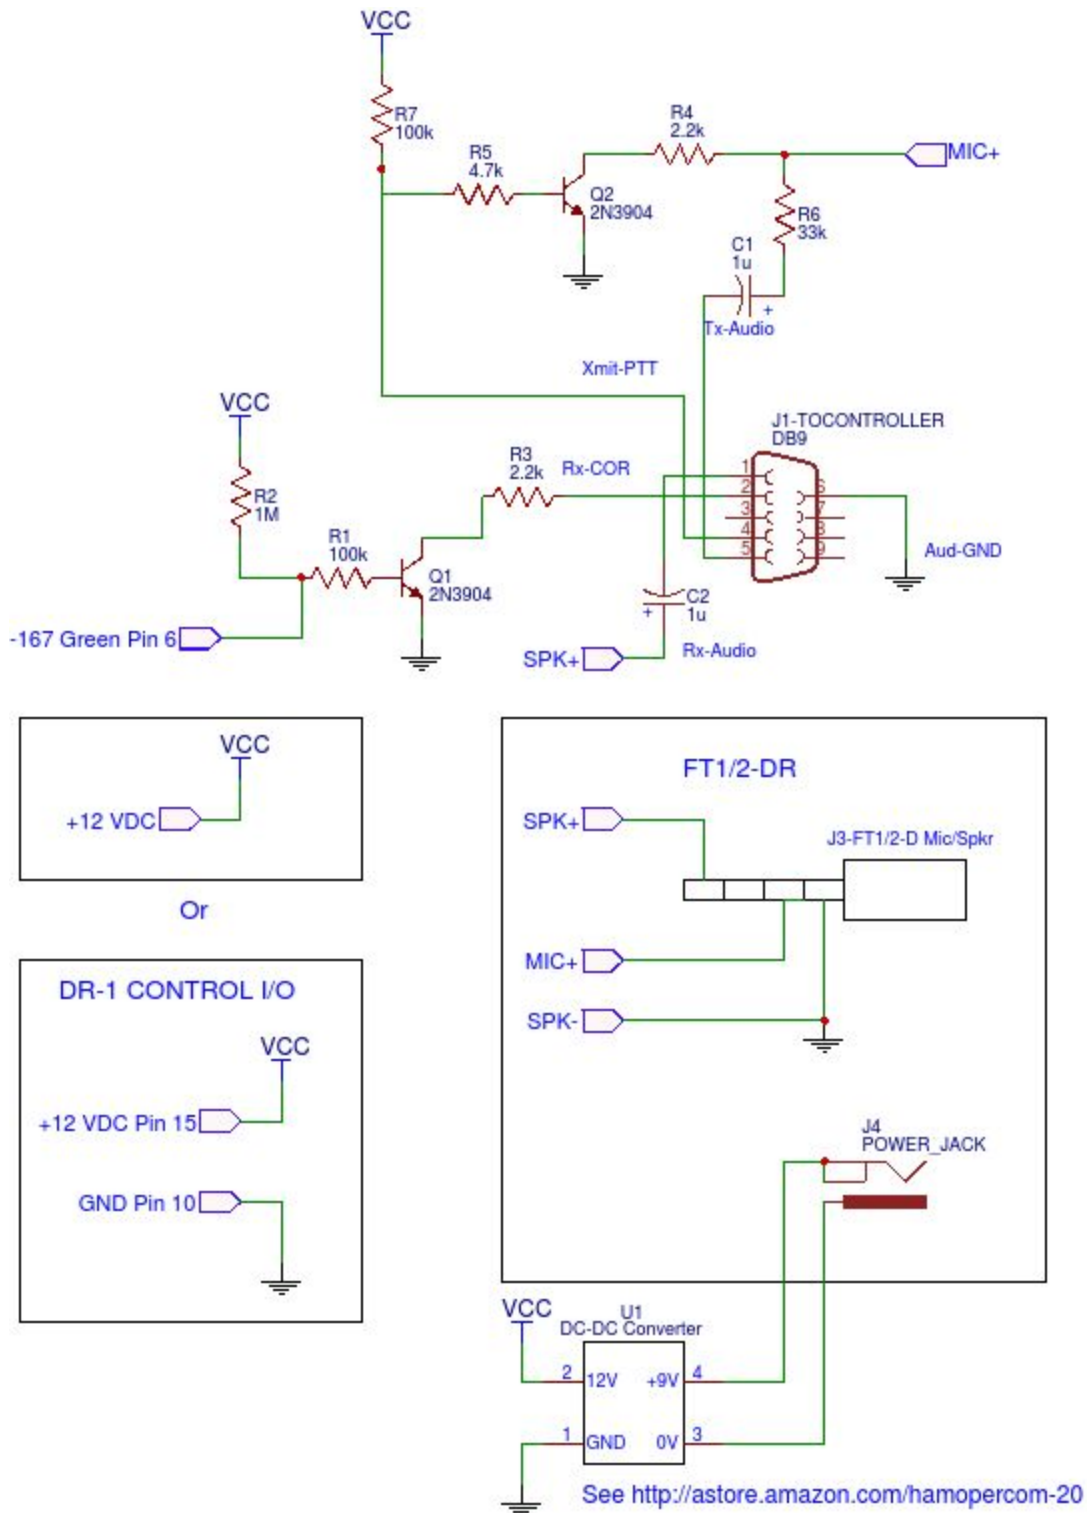 VCC
R7
100k
R4
2.2k
MIC+
R5
4.7k
Q2
2N3904
R6
33k
C1
1u
+
Tx-Audio
Xmit-PTT
VCC
J1-TOCONTROLLER
DB9
R3
2.2k
Rx-COR
1
2
3
4
5
6
7
8
9
R2
1M
R1
100k
Q1
2N3904
Aud-GND
C2
1u
+
-167 Green Pin 6
SPK+
Rx-Audio
VCC
+12 VDC
Or
DR-1 CONTROL I/O
VCC
+12 VDC Pin 15
GND Pin 10
FT1/2-DR
SPK+
J3-FT1/2-D Mic/Spkr
MIC+
SPK-
J4
POWER_JACK
VCC
U1
DC-DC Converter
2
12V
+9V
4
1
GND
0V
3
See http://astore.amazon.com/hamopercom-20